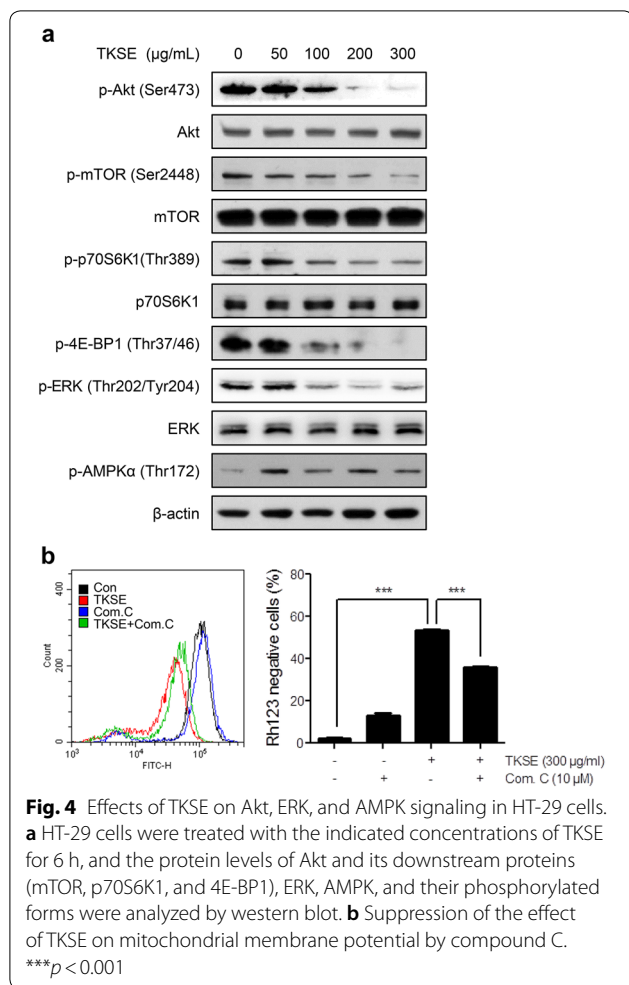 a
TKSE (µg/mL) 0 50 100 200 300
p-Akt (Ser473)
Akt
p-mTOR (Ser2448)
mTOR
p-p70S6K1(Thr389)
p70S6K1
p-4E-BP1 (Thr37/46)
p-ERK (Thr202/Tyr204)
ERK
p-AMPKα (Thr172)
β-actin
b
Con
TKSE
Com.C
TKSE+Com.C
400
200
0
Count
10³ 10⁴ 10⁵ 10⁶
FITC-H
Rh123 negative cells (%)
80
60
40
20
0
*** ***
- - + + TKSE (300 µg/ml)
- + - + Com. C (10 µM)
Fig. 4 Effects of TKSE on Akt, ERK, and AMPK signaling in HT-29 cells.
a HT-29 cells were treated with the indicated concentrations of TKSE
for 6 h, and the protein levels of Akt and its downstream proteins
(mTOR, p70S6K1, and 4E-BP1), ERK, AMPK, and their phosphorylated
forms were analyzed by western blot. b Suppression of the effect
of TKSE on mitochondrial membrane potential by compound C.
***p < 0.001